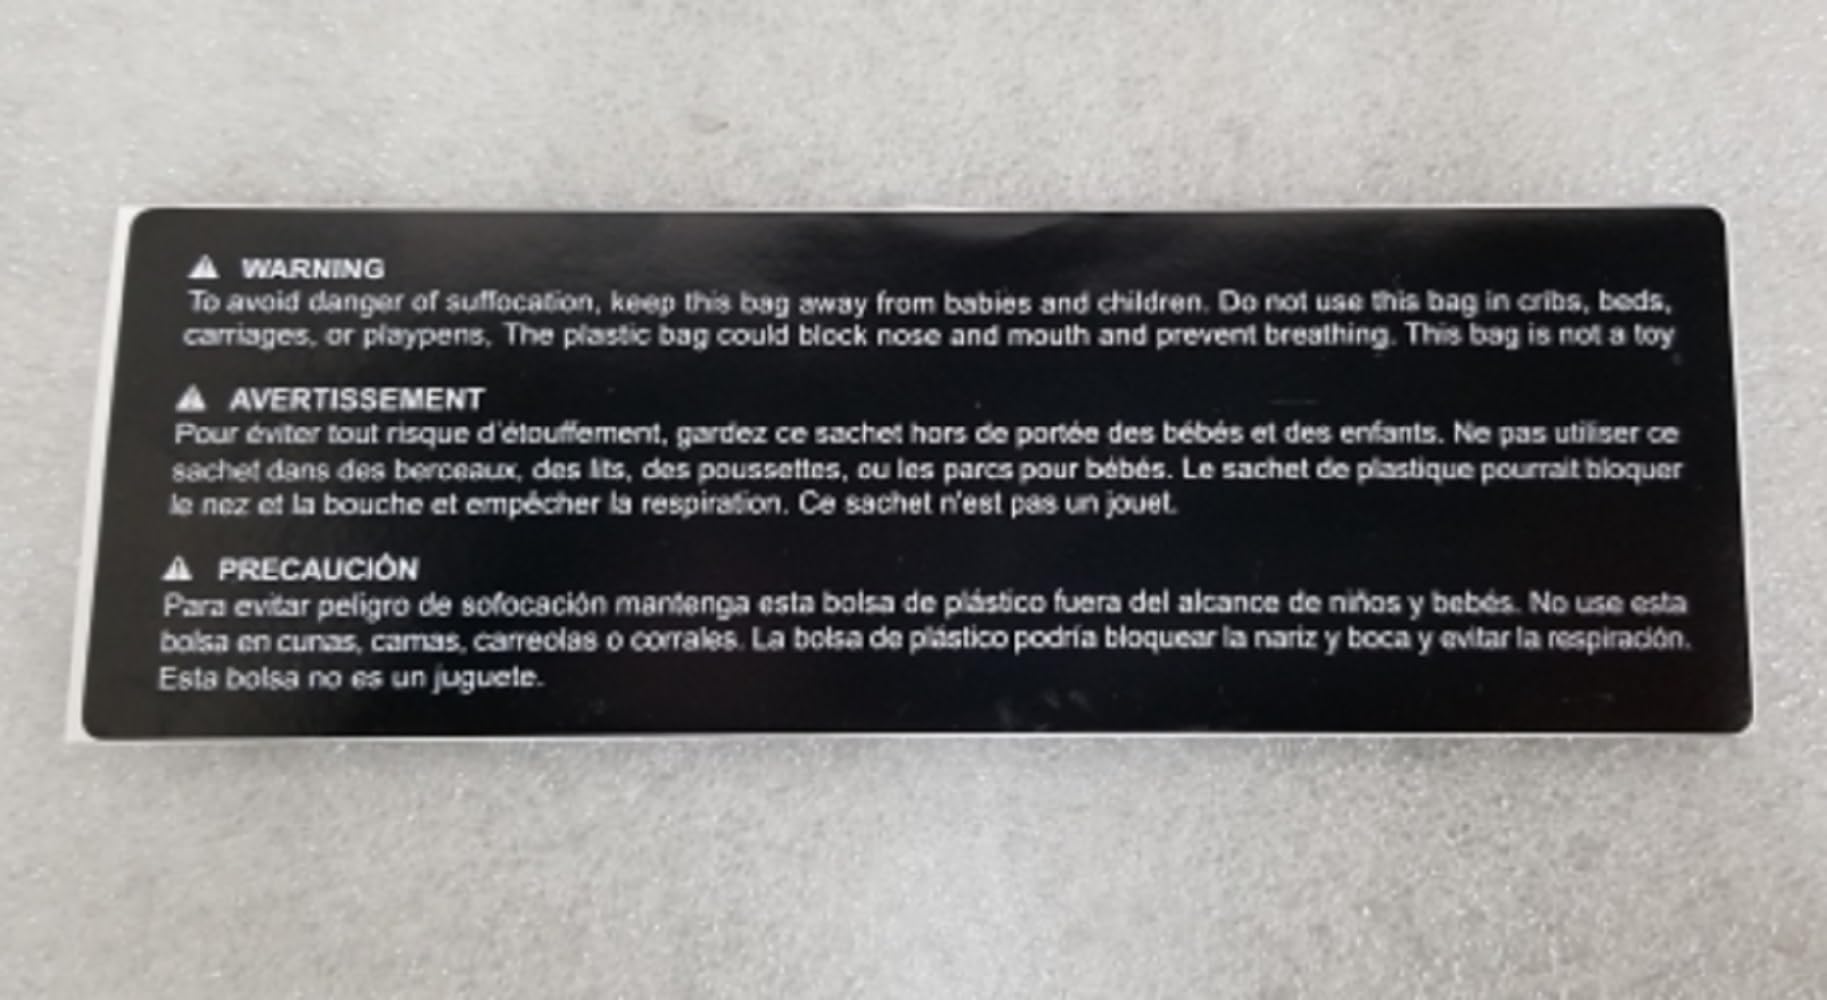 ⚠ WARNING
To avoid danger of suffocation, keep this bag away from babies and children. Do not use this bag in cribs, beds,
carriages, or playpens. The plastic bag could block nose and mouth and prevent breathing. This bag is not a toy
⚠ AVERTISSEMENT
Pour éviter tout risque d'étouffement, gardez ce sachet hors de portée des bébés et des enfants. Ne pas utiliser ce
sachet dans des berceaux, des lits, des poussettes, ou les parcs pour bébés. Le sachet de plastique pourrait bloquer
le nez et la bouche et empêcher la respiration. Ce sachet n'est pas un jouet.
⚠ PRECAUCIÓN
Para evitar peligro de sofocación mantenga esta bolsa de plástico fuera del alcance de niños y bebés. No use esta
bolsa en cunas, camas, carreolas o corrales. La bolsa de plástico podría bloquear la nariz y boca y evitar la respiración.
Esta bolsa no es un juguete.